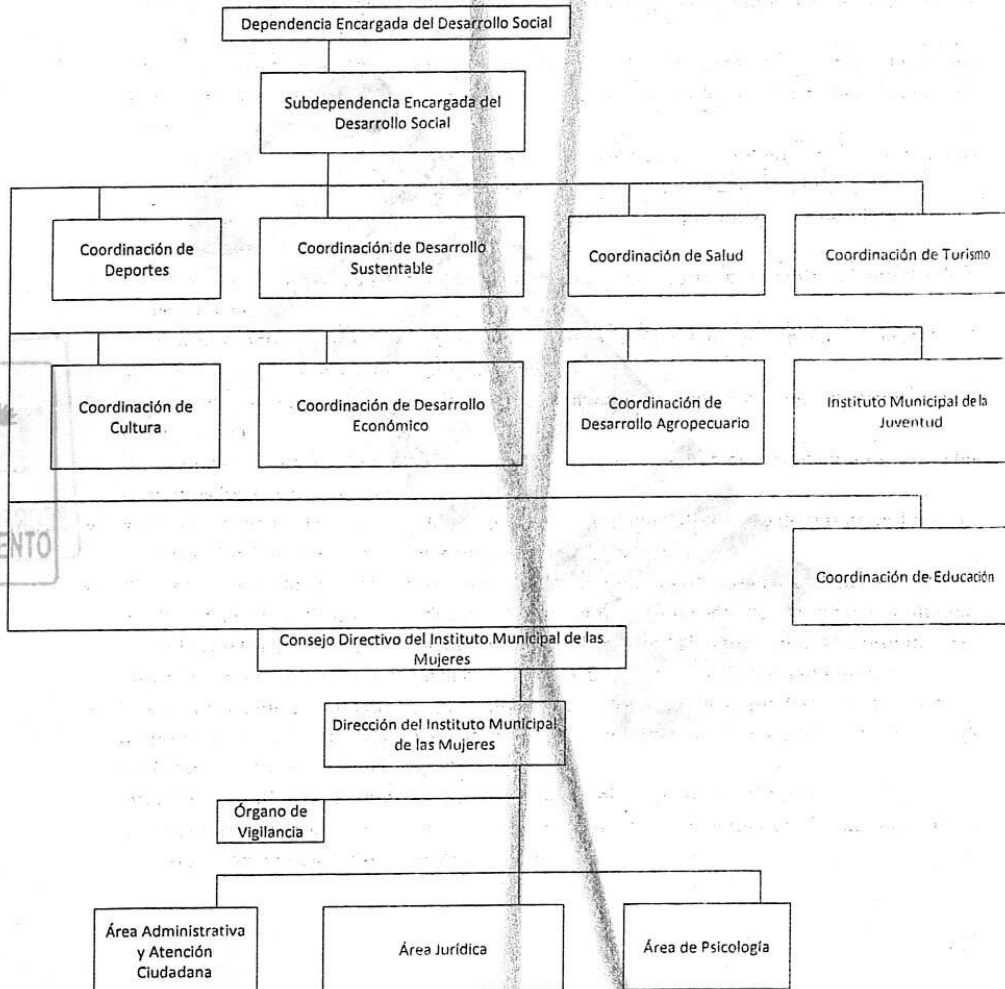 Dependencia Encargada del Desarrollo Social
Subdependencia Encargada del
Desarrollo Social
Coordinación de
Deportes
Coordinación de Desarrollo
Sustentable
Coordinación de Salud
Coordinación de Turismo
Coordinación de
Cultura
Coordinación de Desarrollo
Económico
Coordinación de
Desarrollo Agropecuario
Instituto Municipal de la
Juventud
ENTO
Coordinación de Educación
Consejo Directivo del Instituto Municipal de las
Mujeres
Dirección del Instituto Municipal
de las Mujeres
Órgano de
Vigilancia
Área Administrativa
y Atención
Ciudadana
Área Jurídica
Área de Psicología